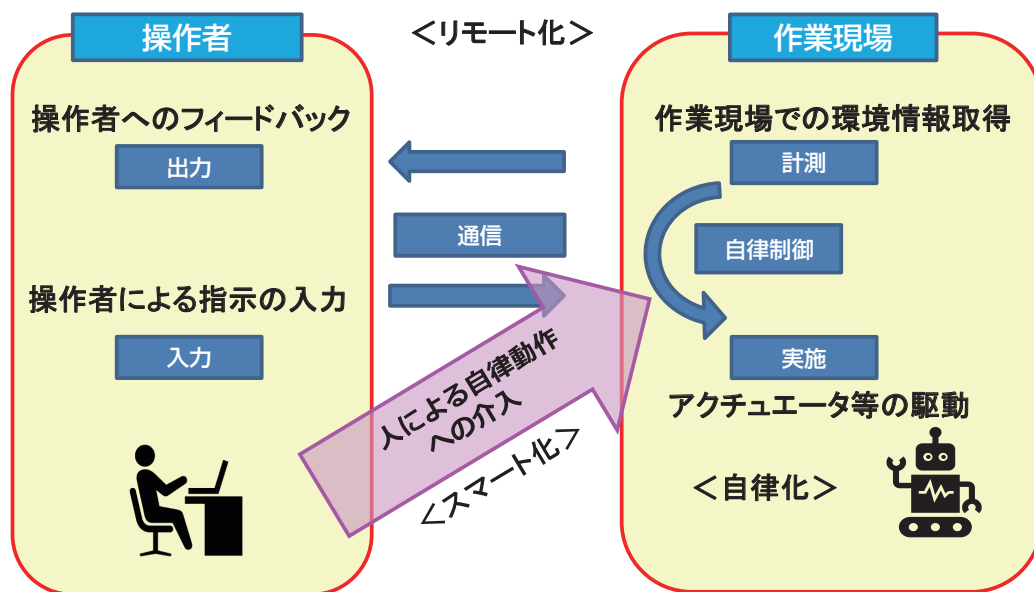 操作者
＜リモート化＞
作業現場
操作者へのフィードバック
出力
作業現場での環境情報取得
計測
通信
自律制御
操作者による指示の入力
入力
実施
アクチュエータ等の駆動
人による自律動作
への介入
＜スマート化＞
＜自律化＞